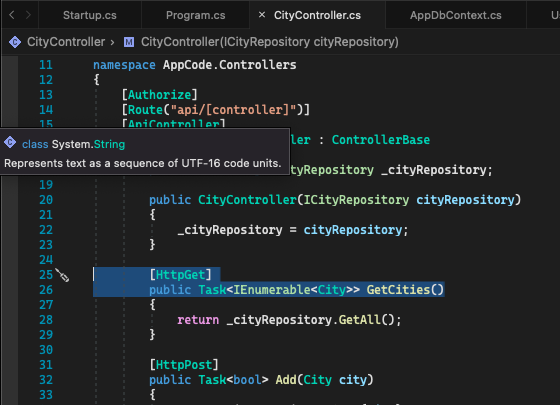 Startup.cs Program.cs × CityController.cs AppDbContext.cs
CityController > M CityController(ICityRepository cityRepository)
11 namespace AppCode.Controllers
12 {
13 [Authorize]
14 [Route("api/[controller]")]
15 [ApiController]
class System.String
Represents text as a sequence of UTF-16 code units.
ller : ControllerBase
tyRepository _cityRepository;
19
20 public CityController(ICityRepository cityRepository)
21 {
22 _cityRepository = cityRepository;
23 }
24
25 [HttpGet]
26 public Task<IEnumerable<City>> GetCities()
27 {
28 return _cityRepository.GetAll();
29 }
30
31 [HttpPost]
32 public Task<bool> Add(City city)
33 {